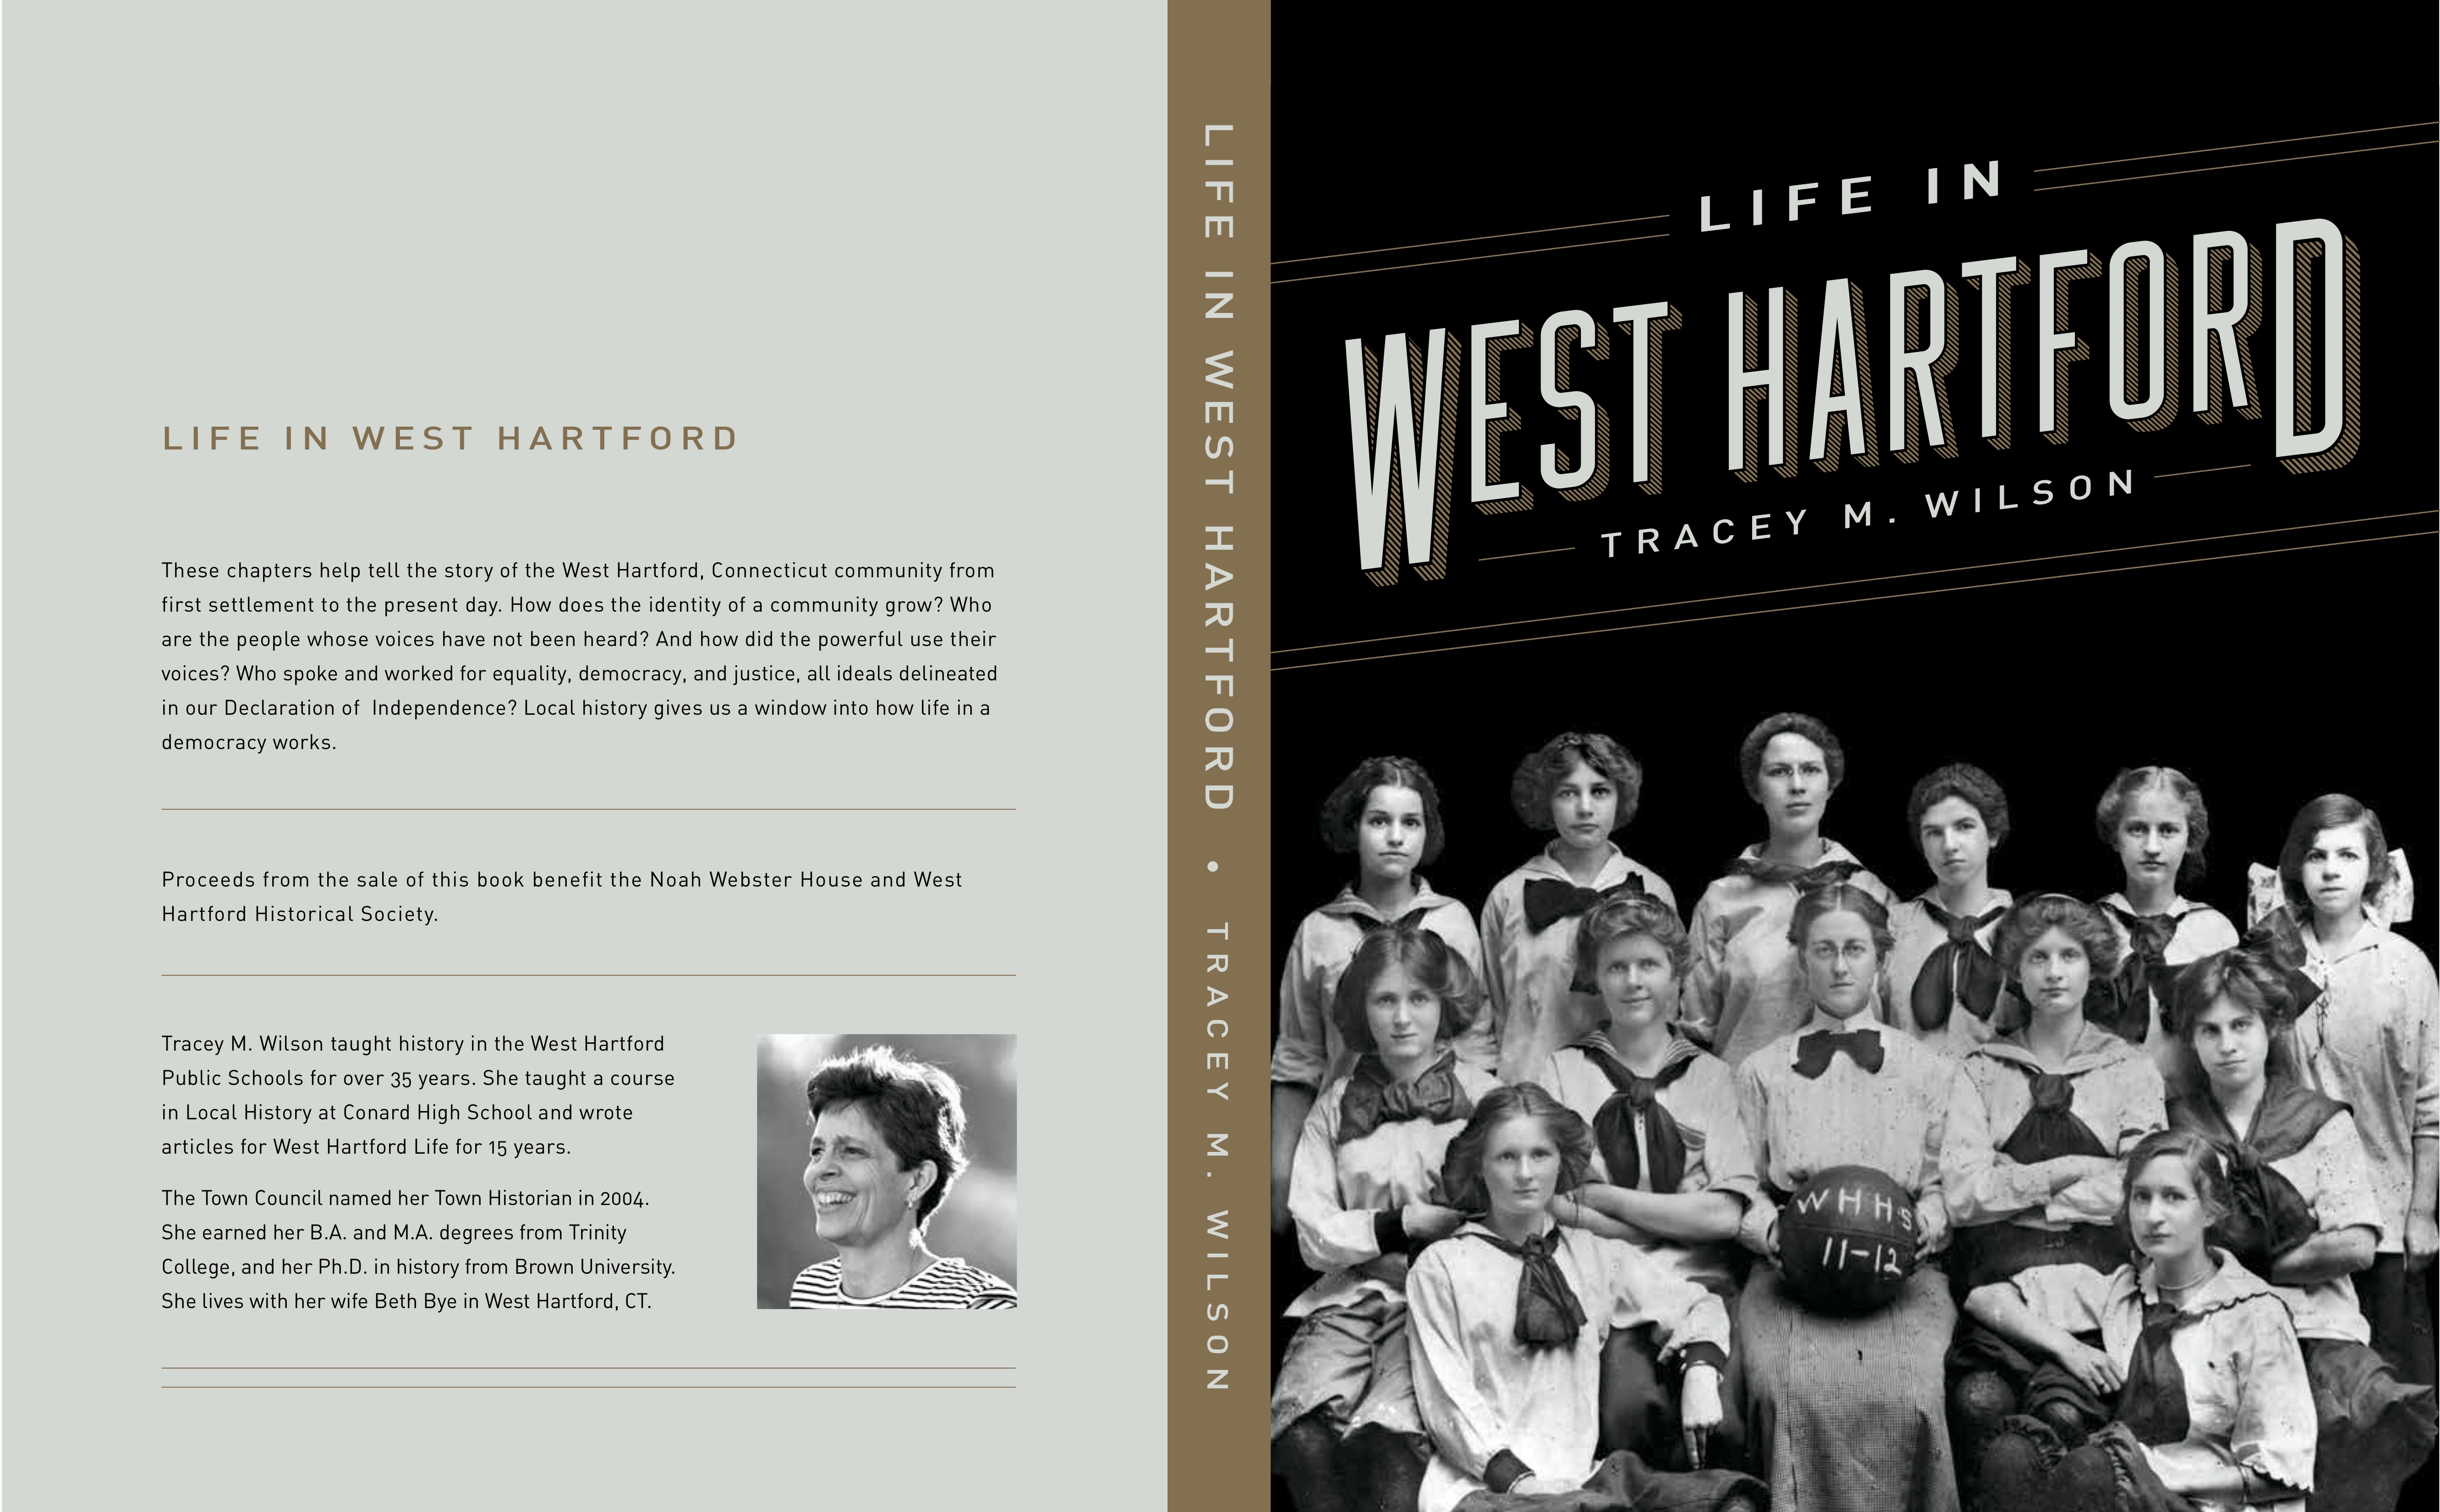 LIFE IN WEST HARTFORD
These chapters help tell the story of the West Hartford, Connecticut community from
first settlement to the present day. How does the identity of a community grow? Who
are the people whose voices have not been heard? And how did the powerful use their
voices? Who spoke and worked for equality, democracy, and justice, all ideals delineated
in our Declaration of  Independence? Local history gives us a window into how life in a
democracy works.
Proceeds from the sale of this book benefit the Noah Webster House and West
Hartford Historical Society.
Tracey M. Wilson taught history in the West Hartford
Public Schools for over 35 years. She taught a course
in Local History at Conard High School and wrote
articles for West Hartford Life for 15 years.
The Town Council named her Town Historian in 2004.
She earned her B.A. and M.A. degrees from Trinity
College, and her Ph.D. in history from Brown University.
She lives with her wife Beth Bye in West Hartford, CT.
LIFE IN WEST HARTFORD • TRACEY M. WILSON
LIFE IN
WEST HARTFORD
TRACEY M. WILSON
WHHS
11-12